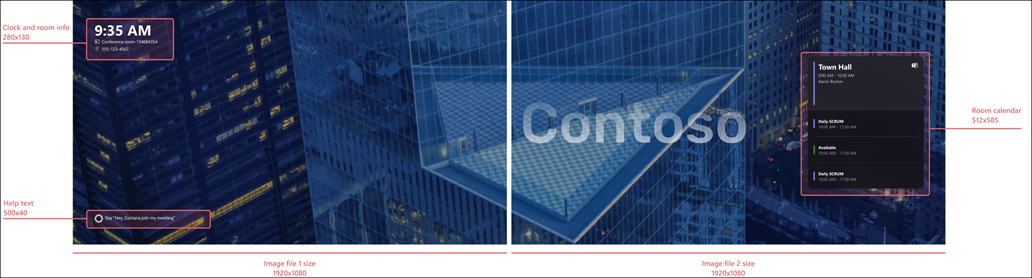 Clock and room info
280x130
9:35 AM
Conference room 154684354
555-123-4567
Help text
500x40
Say "Hey, Cortana join my meeting"
Contoso
Town Hall
9:00 AM - 10:00 AM
Aaron Buxton
Daily SCRUM
10:00 AM - 11:00 AM
Available
10:00 AM - 11:00 AM
Daily SCRUM
10:00 AM - 11:00 AM
Room calendar
512x585
Image file 1 size
1920x1080
Image file 2 size
1920x1080